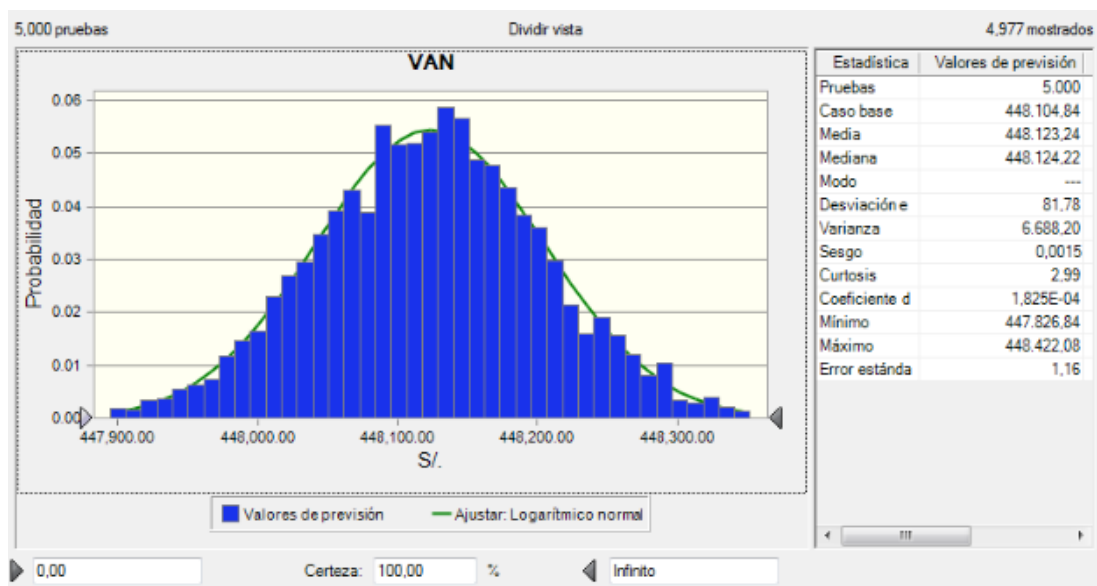 5,000 pruebas Dividir vista 4,977 mostrados
VAN
0.06
0.05
0.04
0.03
0.02
0.01
0.00
Probabilidad
447,900.00 448,000.00 448,100.00 448,200.00 448,300.00
S/.
Valores de previsión Ajustar: Logarítmico normal
Estadística Valores de previsión
Pruebas 5.000
Caso base 448.104,84
Media 448.123,24
Mediana 448.124,22
Modo ---
Desviación e 81,78
Varianza 6.688,20
Sesgo 0,0015
Curtosis 2.99
Coeficiente d 1,825E-04
Mínimo 447.826,84
Máximo 448.422,08
Error estánda 1,16
0,00 Certeza: 100,00 % Infinito